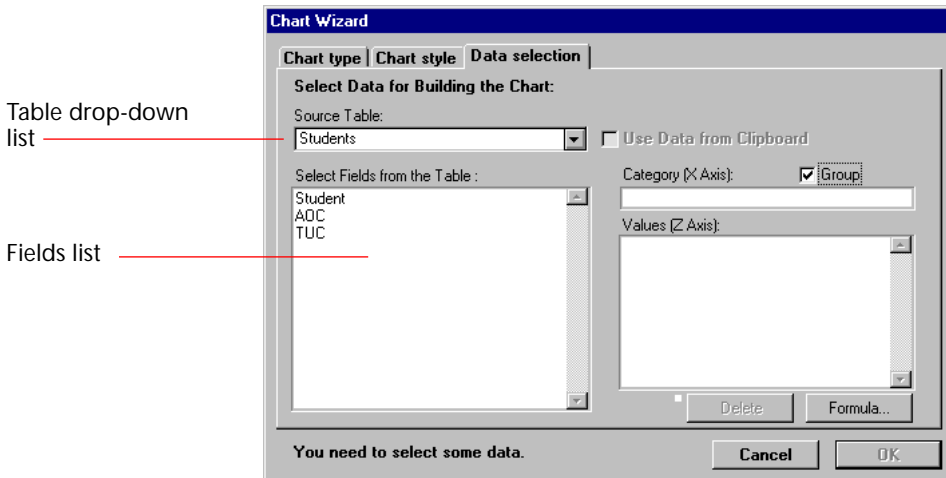 Chart Wizard
Chart type Chart style Data selection
Select Data for Building the Chart:
Table drop-down
list
Source Table:
Students
Use Data from Clipboard
Select Fields from the Table :
Category (X Axis):
Group
Student
AOC
TUC
Values (Z Axis):
Fields list
Delete
Formula...
You need to select some data.
Cancel
OK